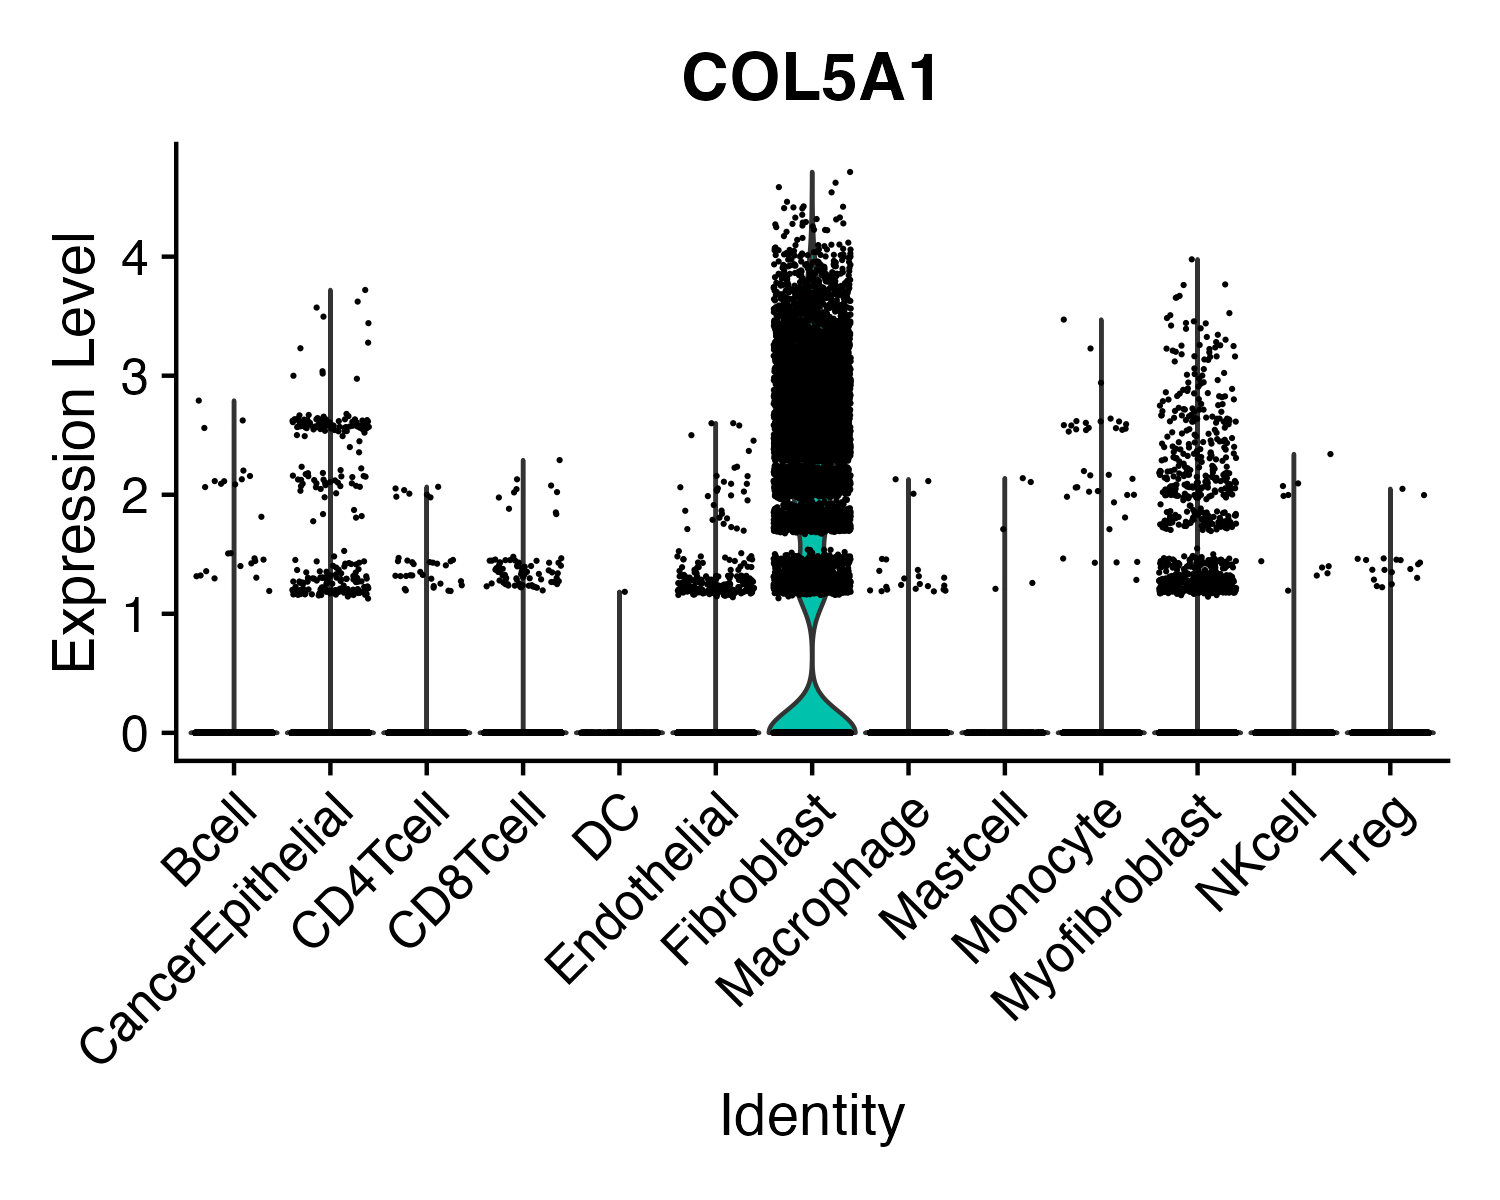 COL5A1
Expression Level
4
3
2
1
0
Bcell
CancerEpithelial
CD4Tcell
CD8Tcell
DC
Endothelial
Fibroblast
Macrophage
Mastcell
Monocyte
Myofibroblast
NKcell
Treg
Identity